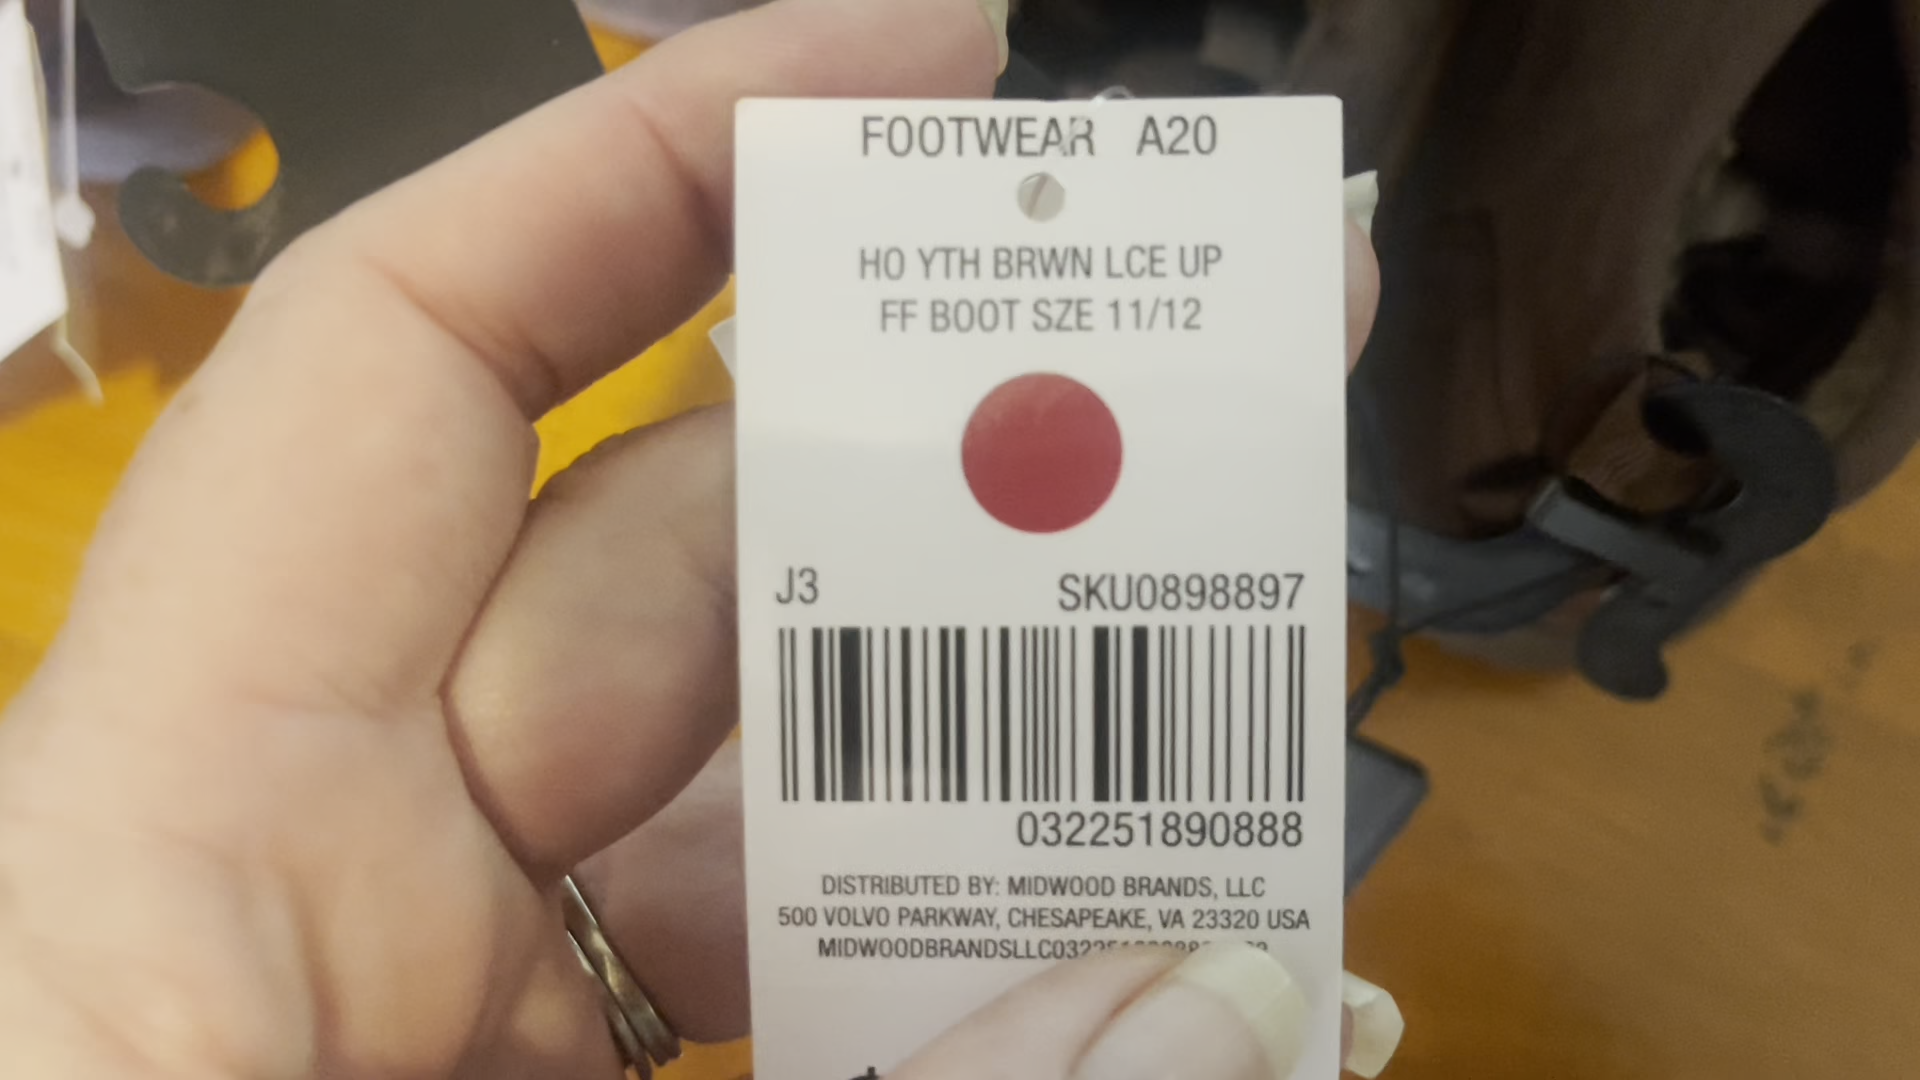 FOOTWEAR A20
HO YTH BRWN LCE UP
FF BOOT SZE 11/12
J3 SKU0898897
032251890888
DISTRIBUTED BY: MIDWOOD BRANDS, LLC
500 VOLVO PARKWAY, CHESAPEAKE, VA 23320 USA